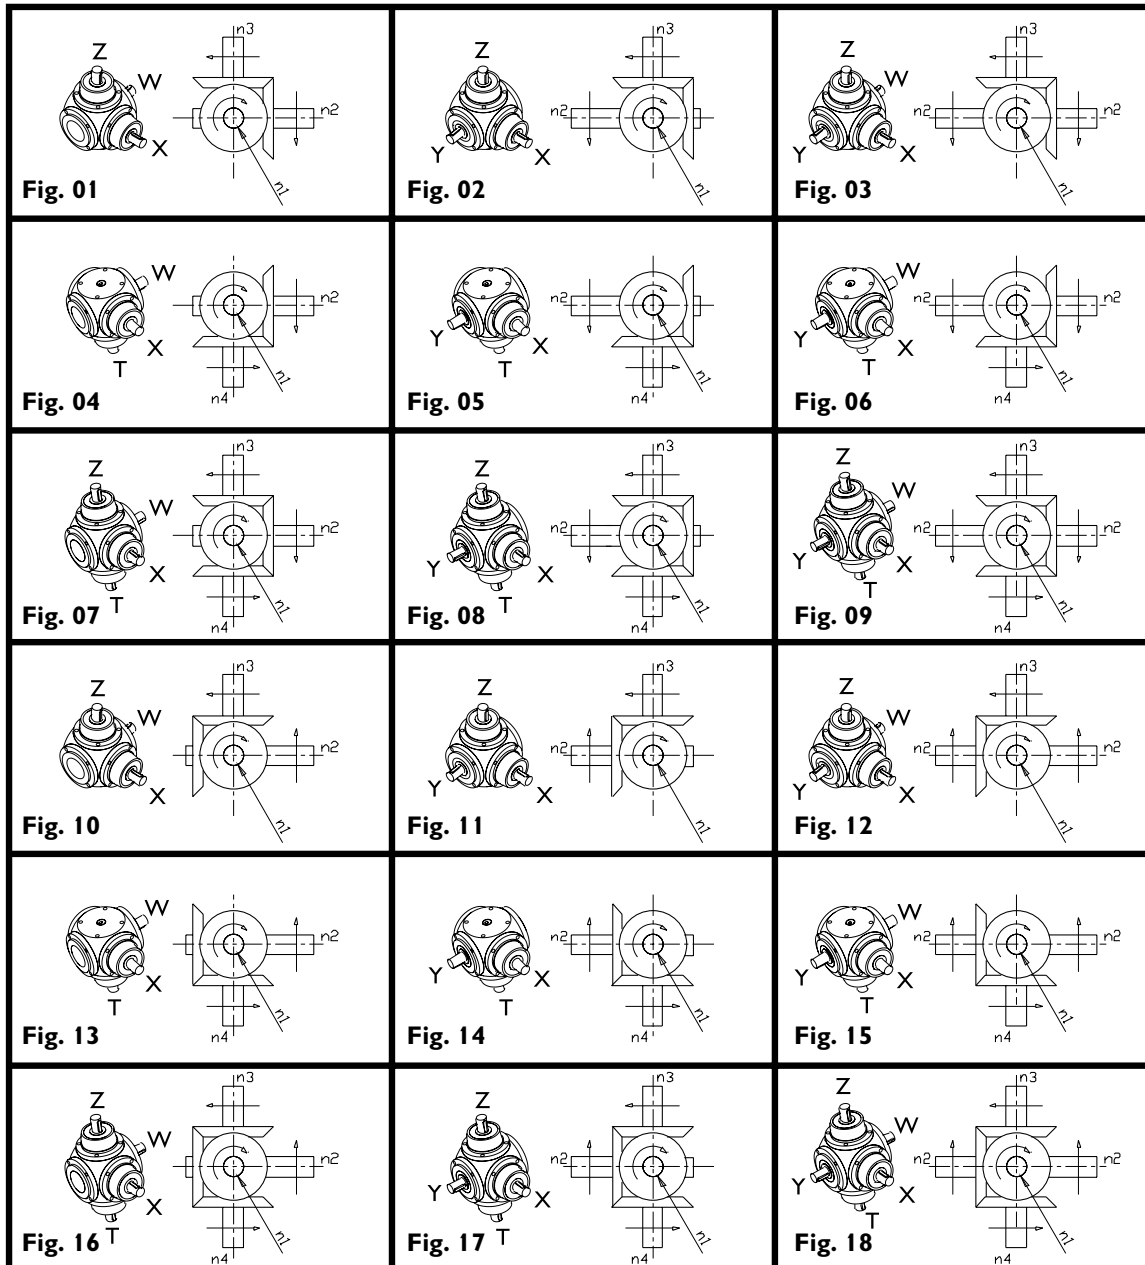 n3
Z
W
n2
X
n1
Fig. 01
n3
Z
n2
Y
X
n1
Fig. 02
n3
Z
W
n2
n2
Y
X
n1
Fig. 03
W
n2
X
T
n1
n4
Fig. 04
n2
Y
X
T
n1
n4
Fig. 05
W
n2
n2
Y
X
T
n1
n4
Fig. 06
n3
Z
W
n2
X
T
n1
n4
Fig. 07
n3
Z
n2
Y
X
T
n1
n4
Fig. 08
n3
Z
W
n2
n2
Y
X
T
n1
n4
Fig. 09
n3
Z
W
n2
X
n1
Fig. 10
n3
Z
n2
Y
X
n1
Fig. 11
n3
Z
W
n2
n2
Y
X
n1
Fig. 12
W
n2
X
T
n1
n4
Fig. 13
n2
Y
X
T
n1
n4
Fig. 14
W
n2
n2
Y
X
T
n1
n4
Fig. 15
n3
Z
W
n2
X
T
n1
n4
Fig. 16
n3
Z
n2
Y
X
T
n1
n4
Fig. 17
n3
Z
W
n2
n2
Y
X
T
n1
n4
Fig. 18